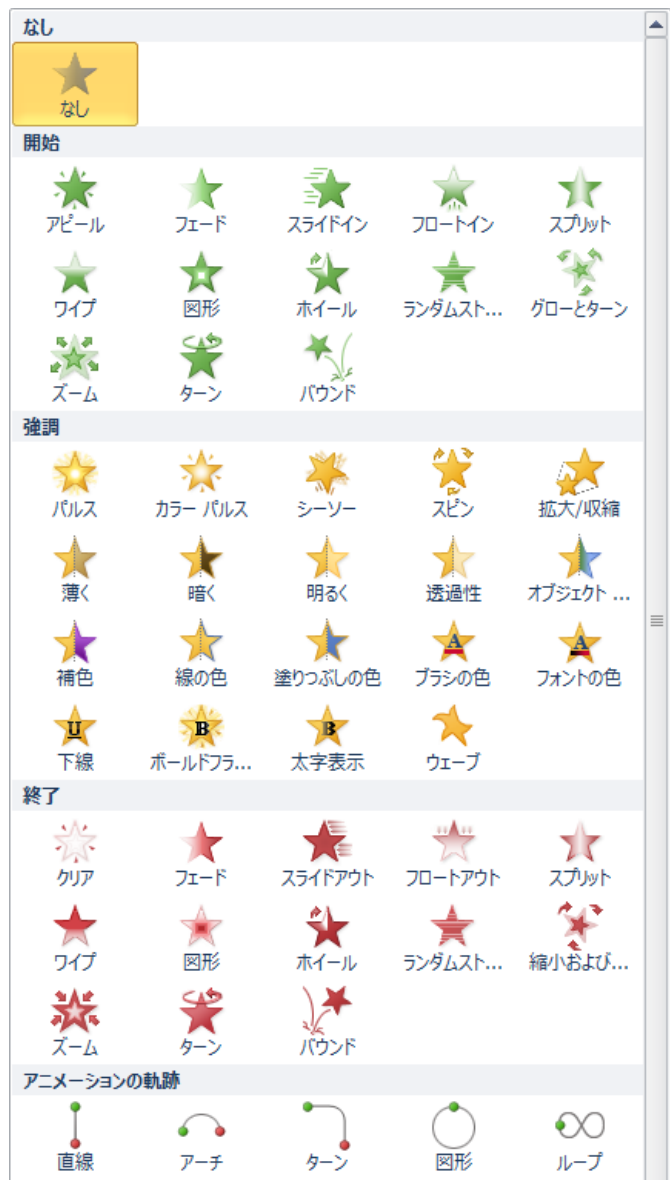 なし
なし
開始
アピール フェード スライドイン フロートイン スプリット
ワイプ 図形 ホイール ランダムスト... グローとターン
ズーム ターン バウンド
強調
パルス カラー パルス シーソー スピン 拡大/収縮
薄く 暗く 明るく 透過性 オブジェクト ...
補色 線の色 塗りつぶしの色 ブラシの色 フォントの色
下線 ボールドフラ... 太字表示 ウェーブ
終了
クリア フェード スライドアウト フロートアウト スプリット
ワイプ 図形 ホイール ランダムスト... 縮小および...
ズーム ターン バウンド
アニメーションの軌跡
直線 アーチ ターン 図形 ループ